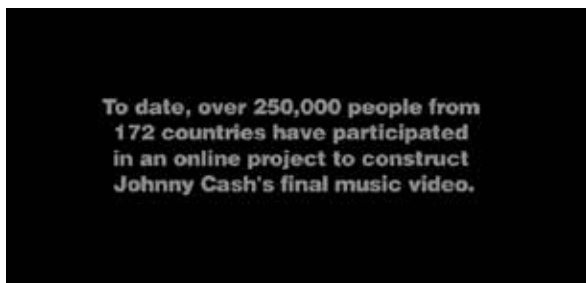 To date, over 250,000 people from
172 countries have participated
in an online project to construct
Johnny Cash's final music video.